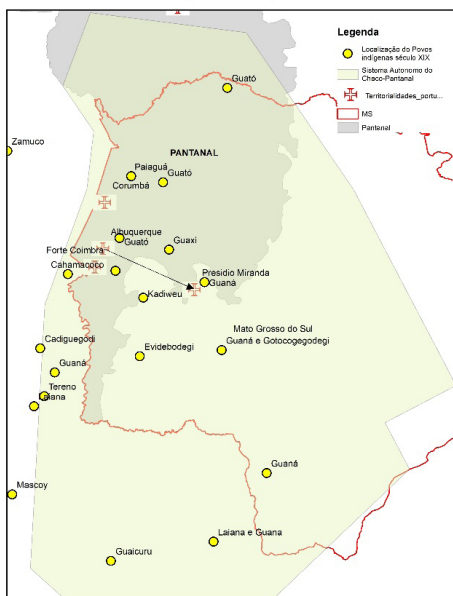 Legenda
Localização do Povos
indígenas século XIX
Sistema Autonomo do
Chaco-Pantanal
Territorialidades_portu...
MS
Pantanal
Guató
Zamuco
PANTANAL
Paiaguá
Guató
Corumbá
Albuquerque
Guató
Guaxi
Forte Coimbra
Cahamacoco
Presidio Miranda
Guaná
Kadiweu
Mato Grosso do Sul
Guaná e Gotocogegodegi
Cadiguegodi
Evidebodegi
Guaná
Tereno
Laiana
Guaná
Mascoy
Laiana e Guana
Guaicuru